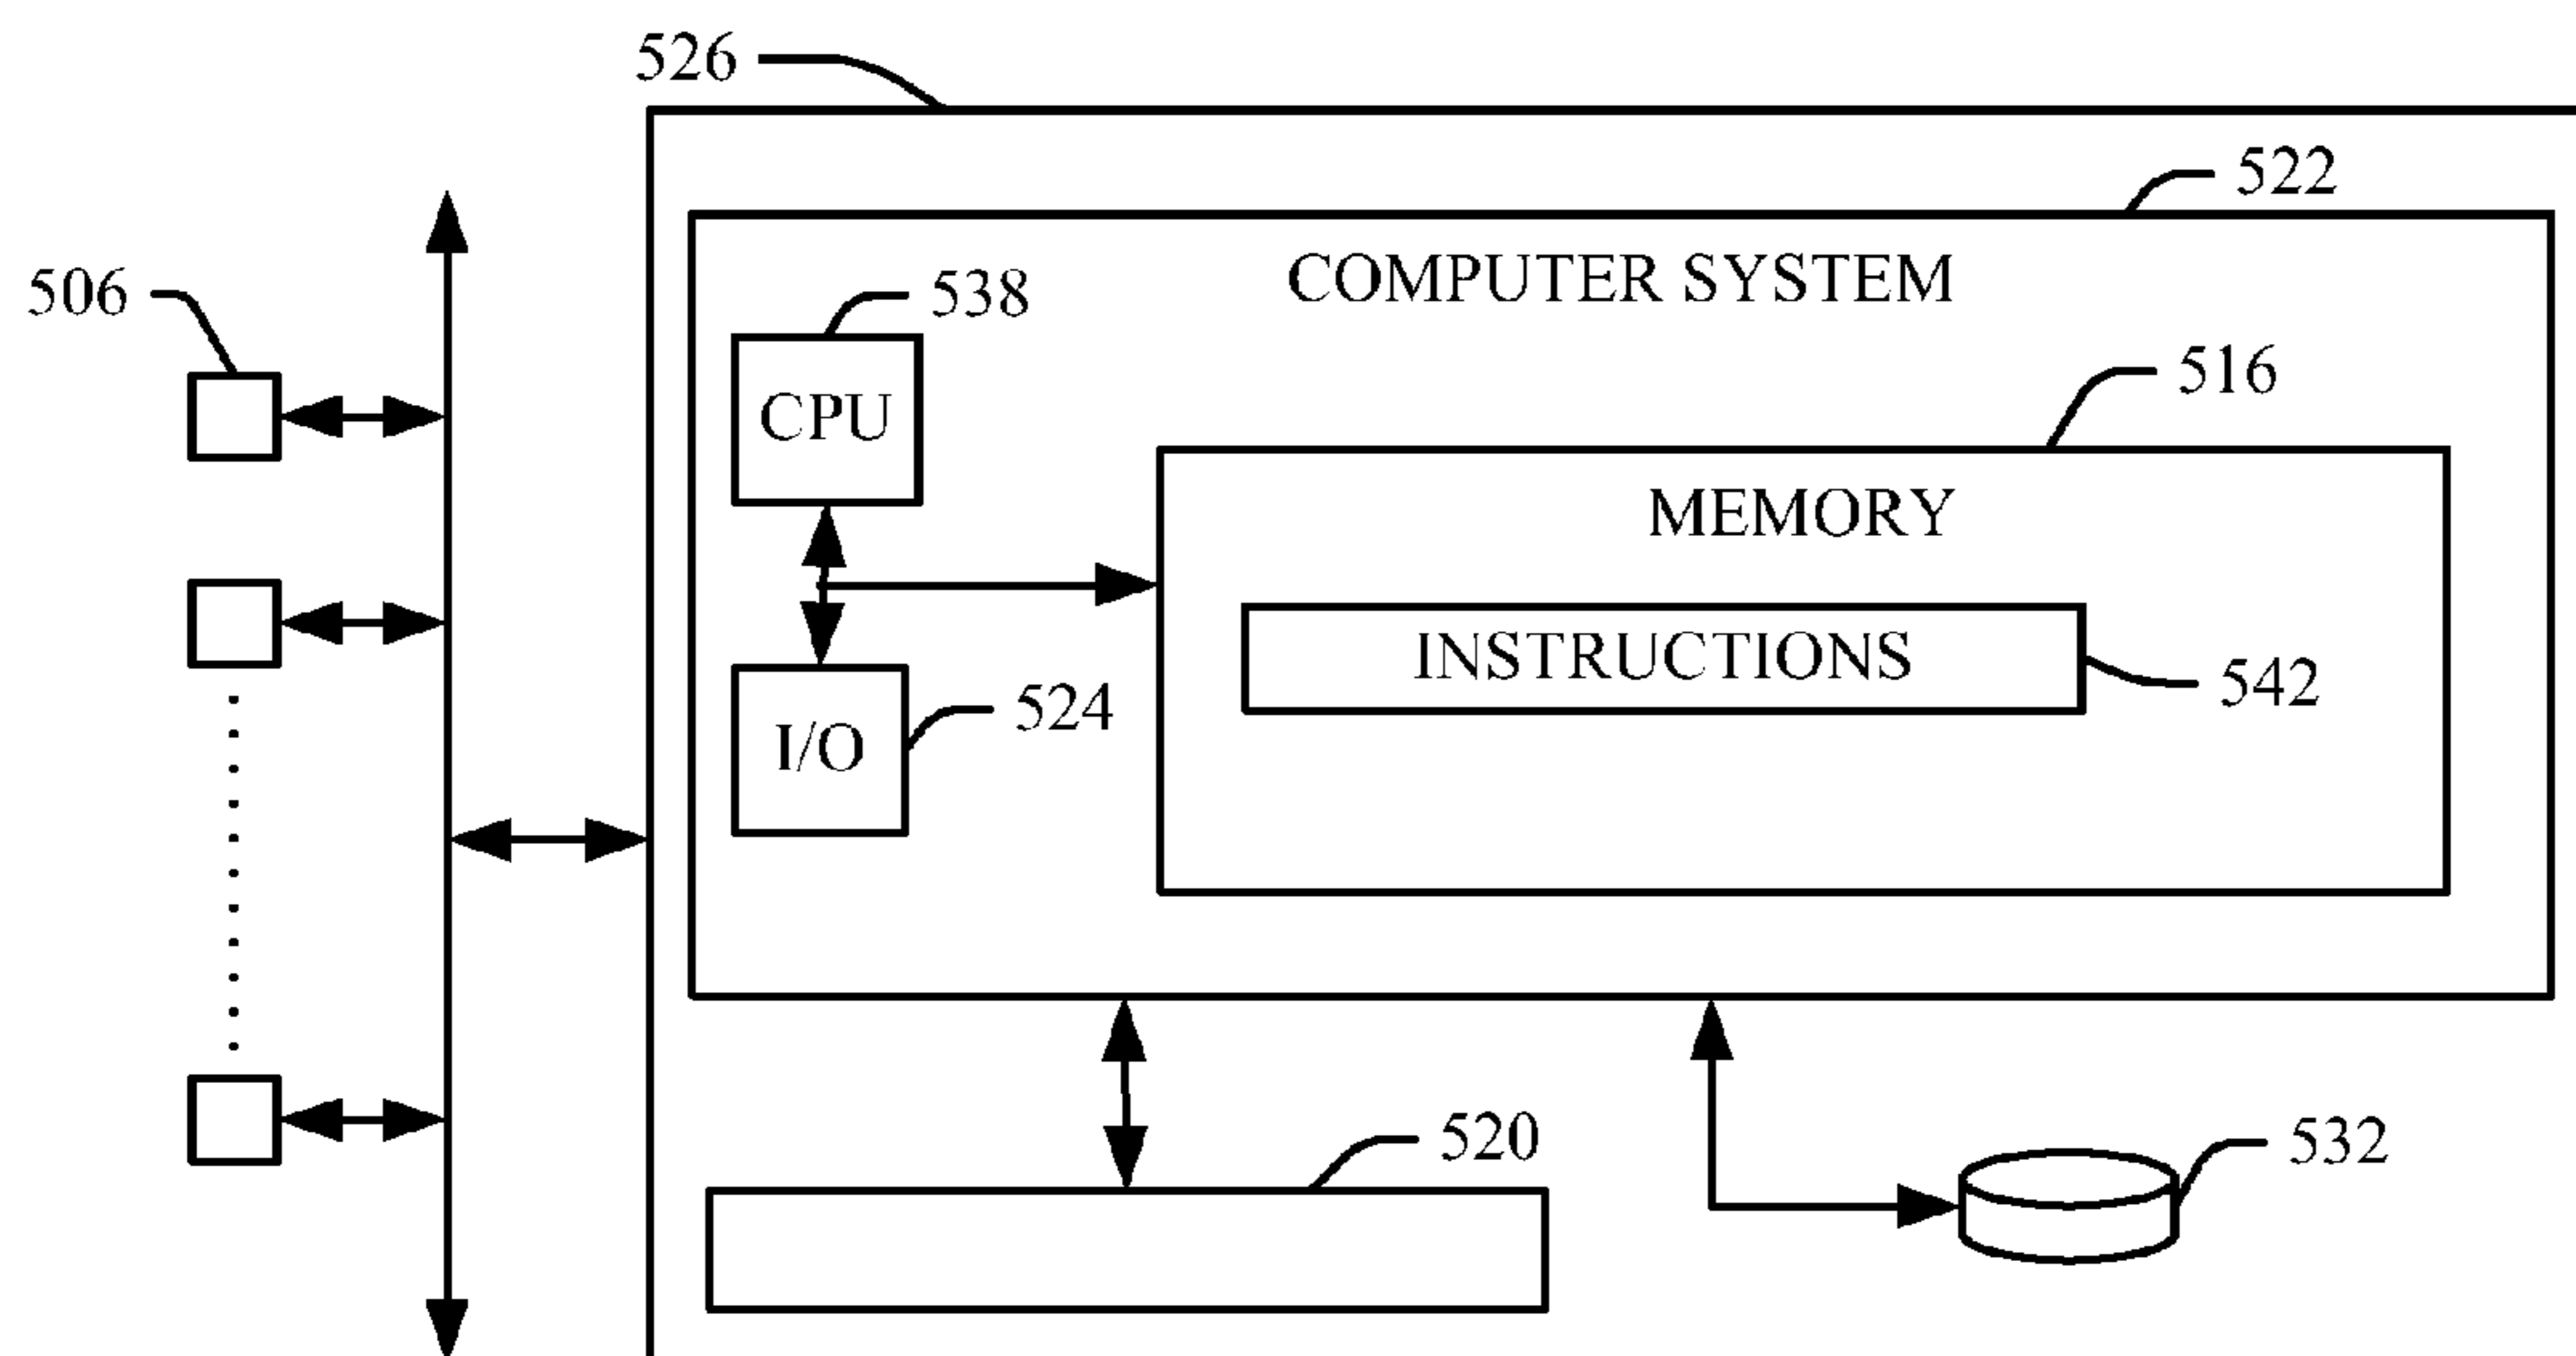 526
522
COMPUTER SYSTEM
506
538
516
CPU
MEMORY
INSTRUCTIONS
542
524
I/O
520
532